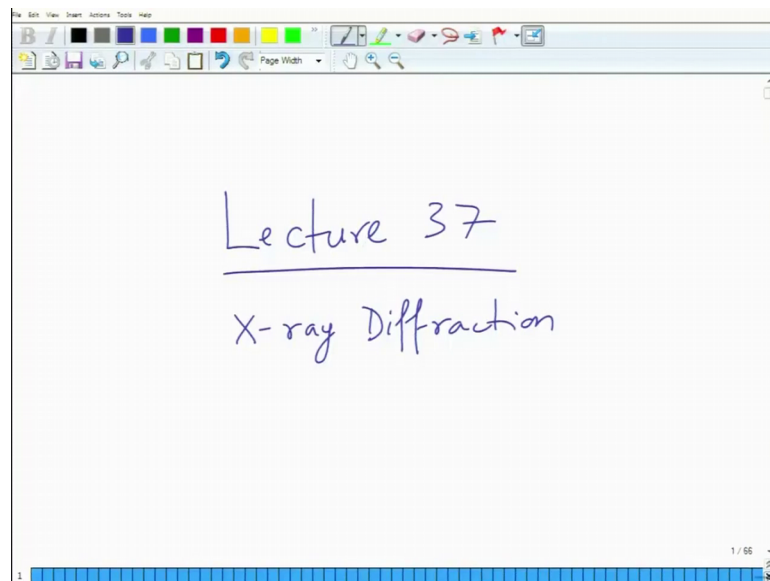 File Edit View Insert Actions Tools Help
B I
Page Width
Lecture 37
X-ray Diffraction
1 / 66
1